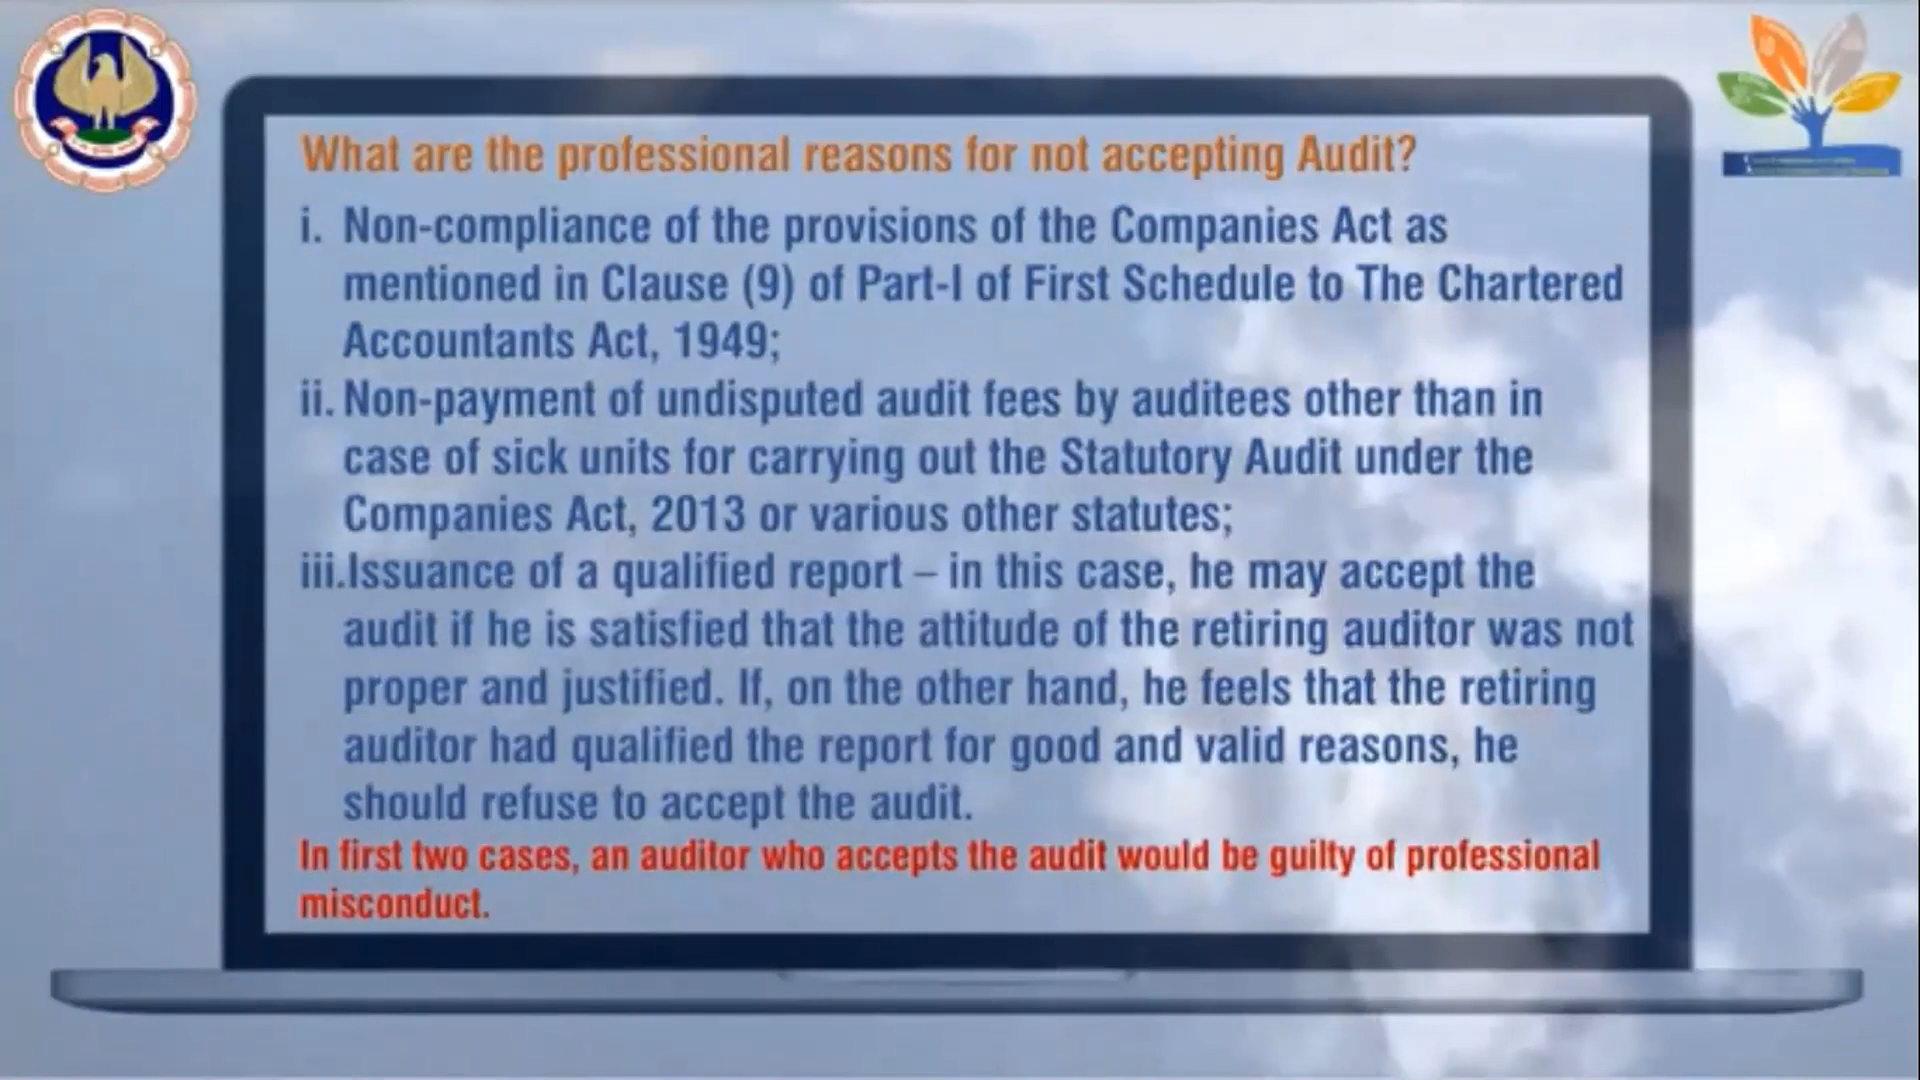 What are the professional reasons for not accepting Audit?
i. Non-compliance of the provisions of the Companies Act as
mentioned in Clause (9) of Part-I of First Schedule to The Chartered
Accountants Act, 1949;
ii. Non-payment of undisputed audit fees by auditees other than in
case of sick units for carrying out the Statutory Audit under the
Companies Act, 2013 or various other statutes;
iii.Issuance of a qualified report – in this case, he may accept the
audit if he is satisfied that the attitude of the retiring auditor was not
proper and justified. If, on the other hand, he feels that the retiring
auditor had qualified the report for good and valid reasons, he
should refuse to accept the audit.
In first two cases, an auditor who accepts the audit would be guilty of professional
misconduct.